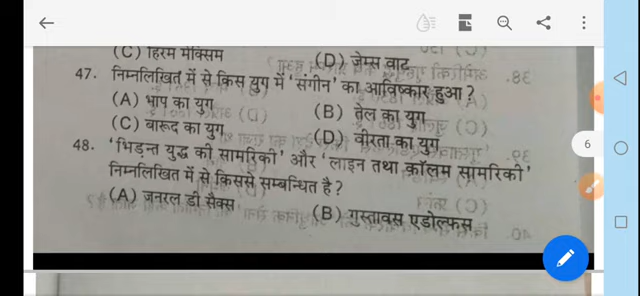 (C) हिरम मैक्सिम (D) जेम्स वाट
47. निम्नलिखित में से किस युग में 'संगीन' का आविष्कार हुआ ?
(A) भाप का युग (B) तेल का युग
(C) बारूद का युग (D) वीरता का युग
48. 'भिड़न्त युद्ध की सामरिकी' और 'लाइन तथा कॉलम सामरिकी'
निम्नलिखित में से किससे सम्बन्धित है ?
(A) जनरल डी सैक्स (B) गुस्तावस एडोल्फस
6